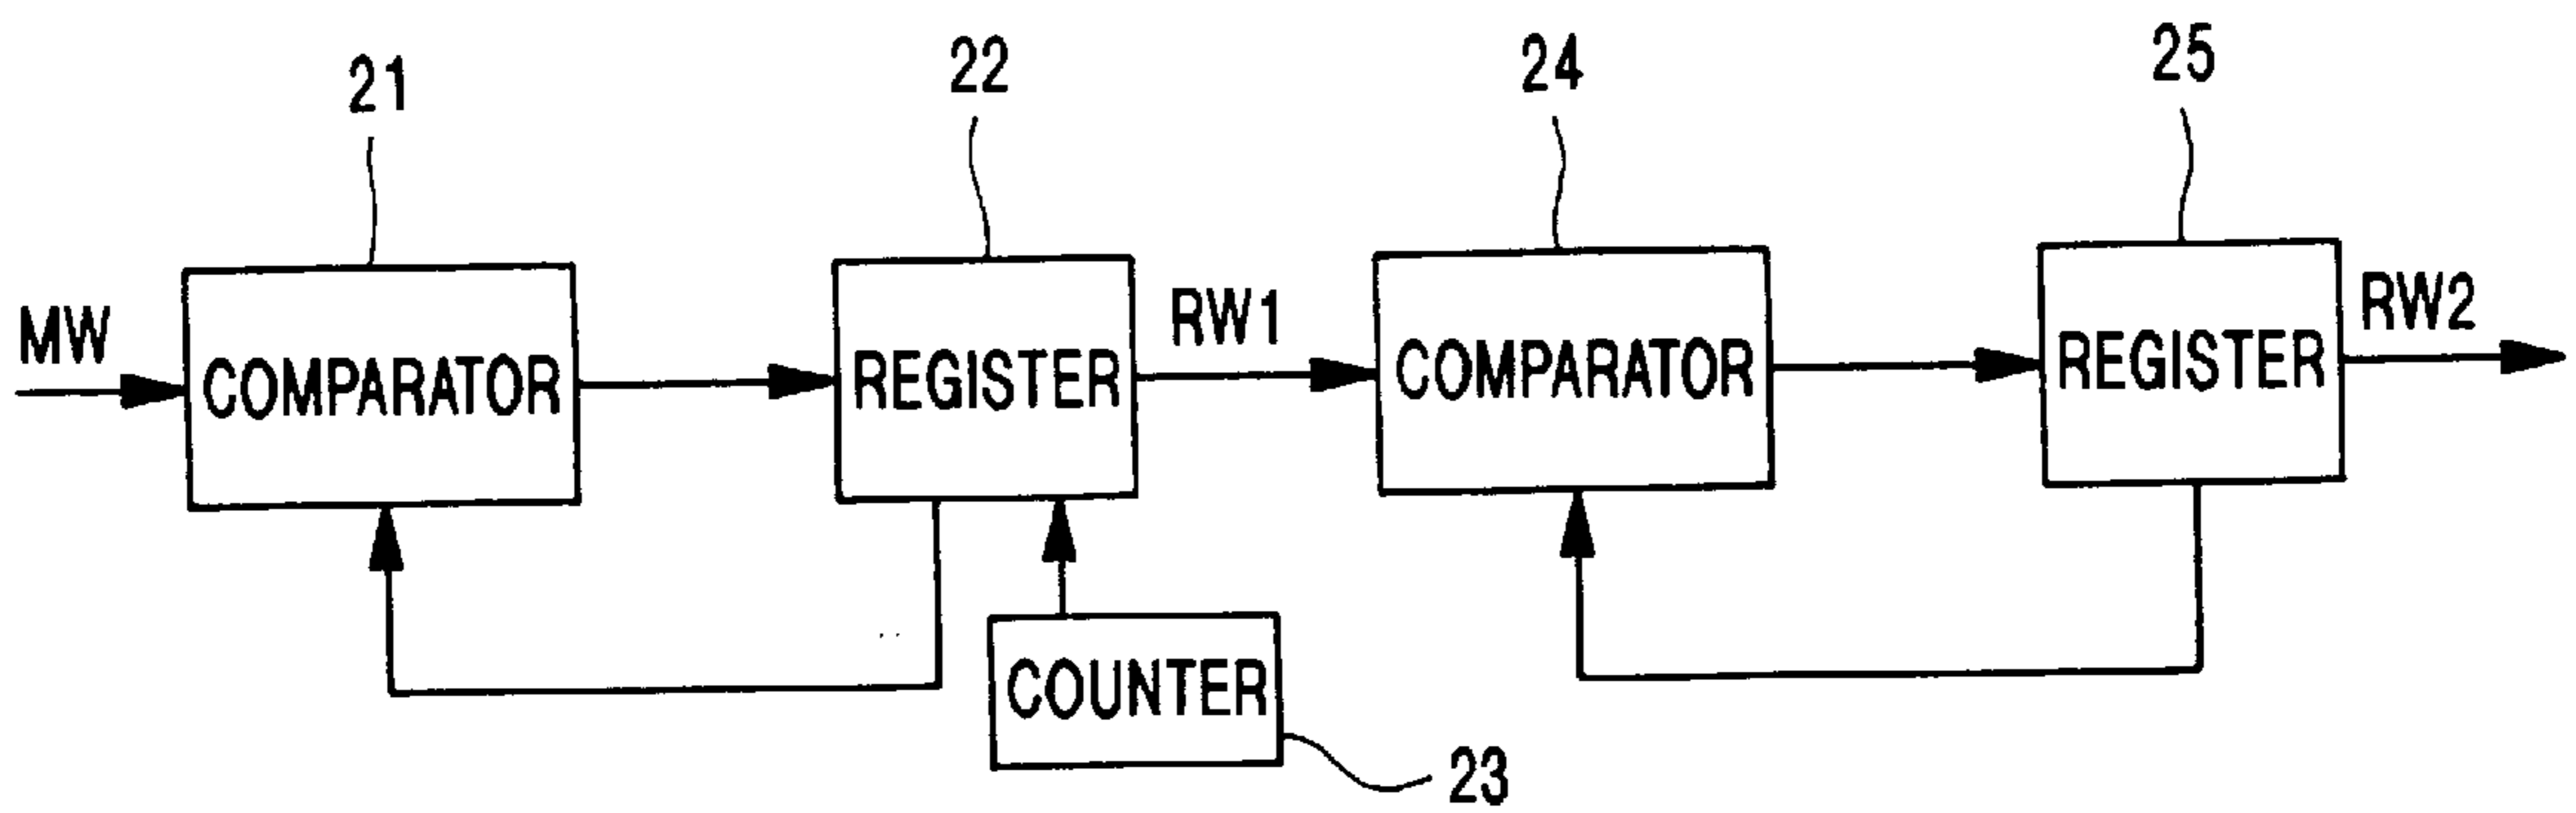 21
22
24
25
MW
COMPARATOR
REGISTER
RW1
COMPARATOR
REGISTER
RW2
COUNTER
23